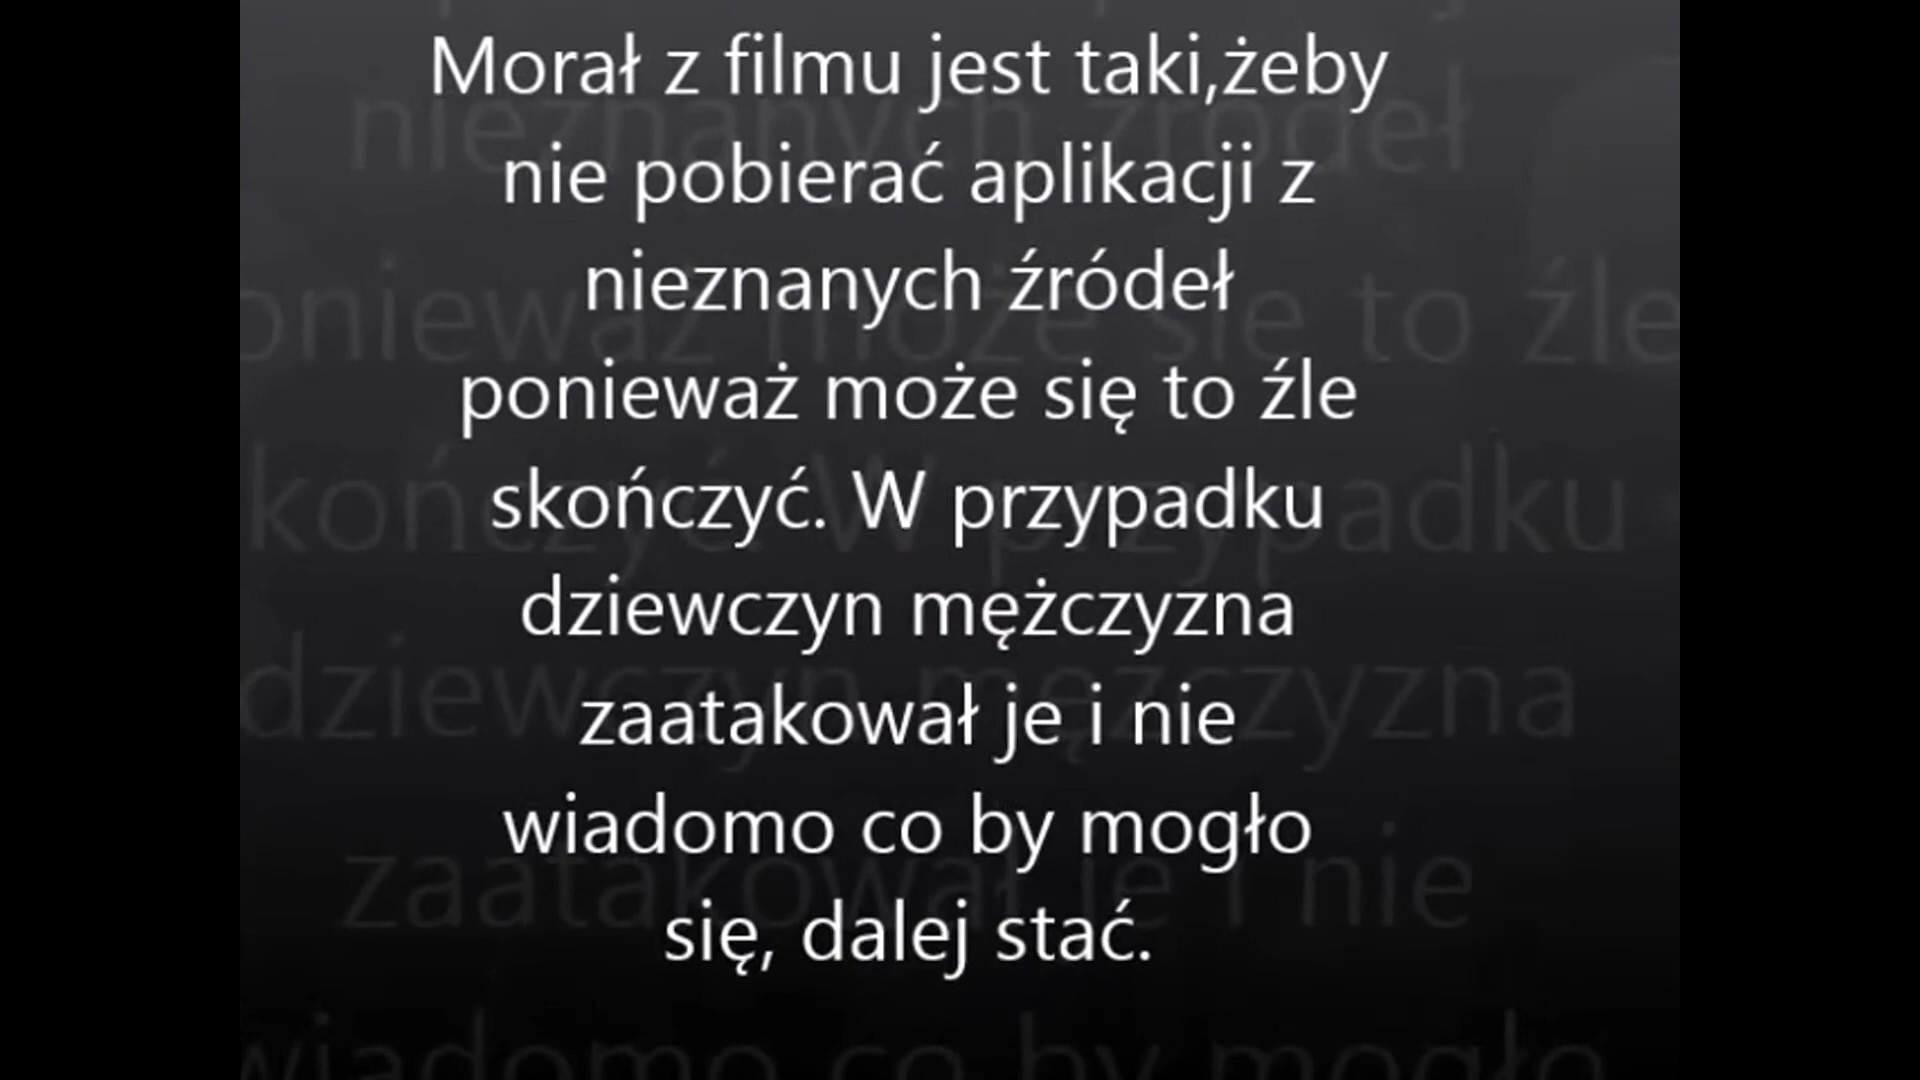 Morał z filmu jest taki,żeby
nie pobierać aplikacji z
nieznanych źródeł
ponieważ może się to źle
skończyć. W przypadku
dziewczyn mężczyzna
zaatakował je i nie
wiadomo co by mogło
się, dalej stać.